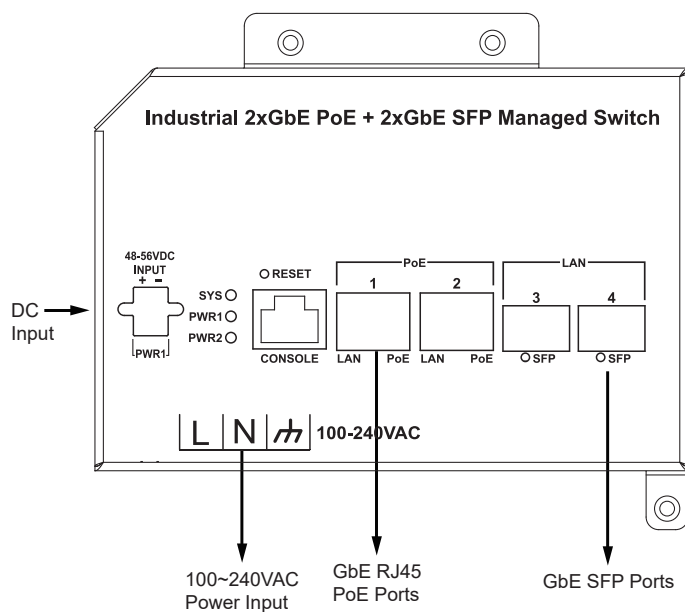 Industrial 2xGbE PoE + 2xGbE SFP Managed Switch
48-56VDC
INPUT
+ -
PWR1
DC
Input
SYS
PWR1
PWR2
RESET
CONSOLE
PoE
1 2
LAN PoE LAN PoE
LAN
3 4
SFP SFP
L N 100-240VAC
100~240VAC
Power Input
GbE RJ45
PoE Ports
GbE SFP Ports